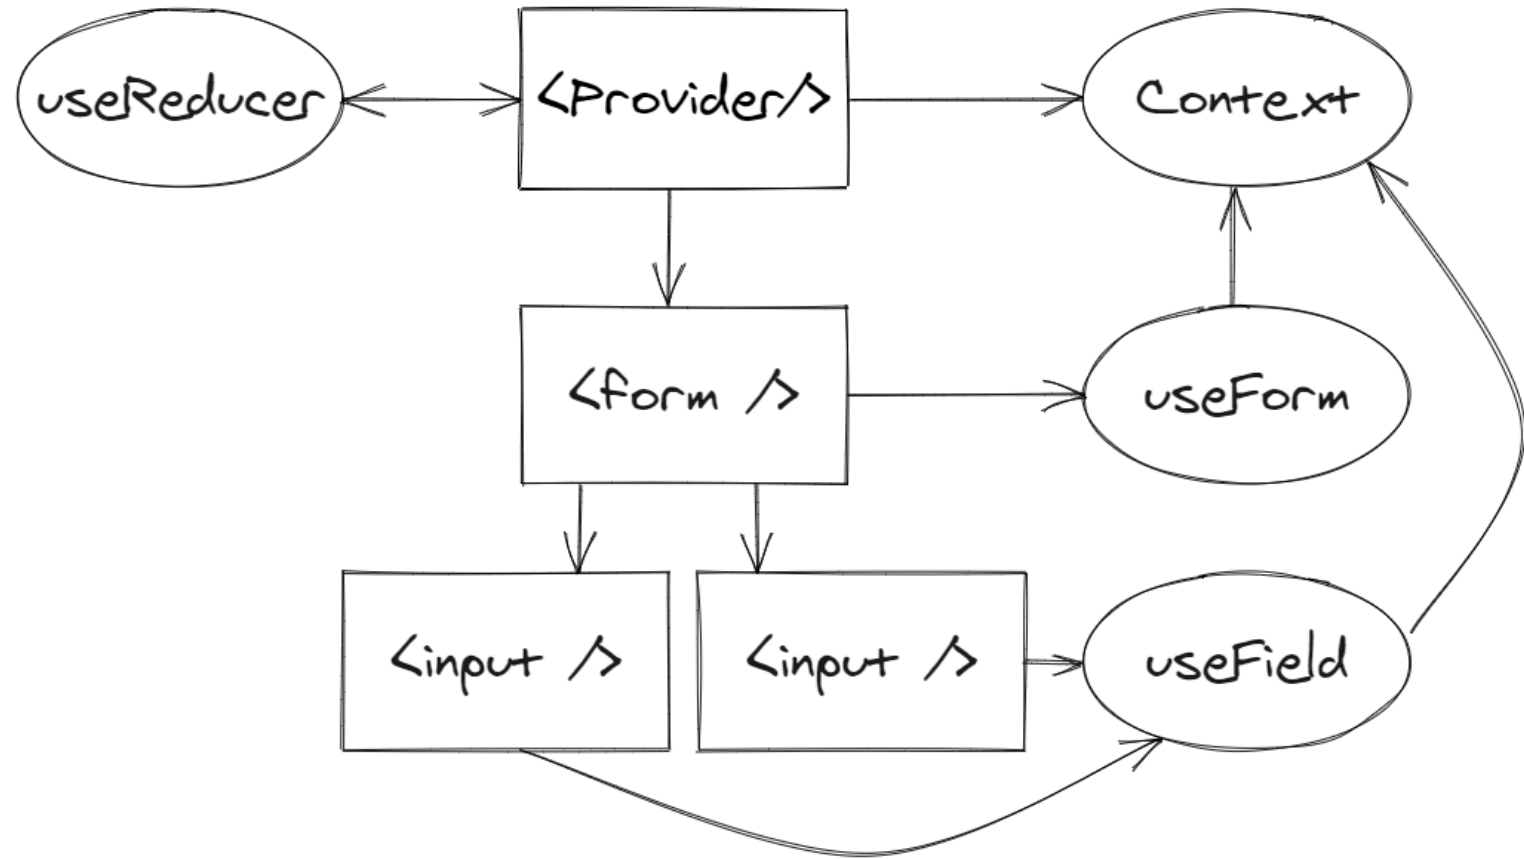 useReducer
<Provider/>
Context
<form />
useForm
<input />
<input />
useField